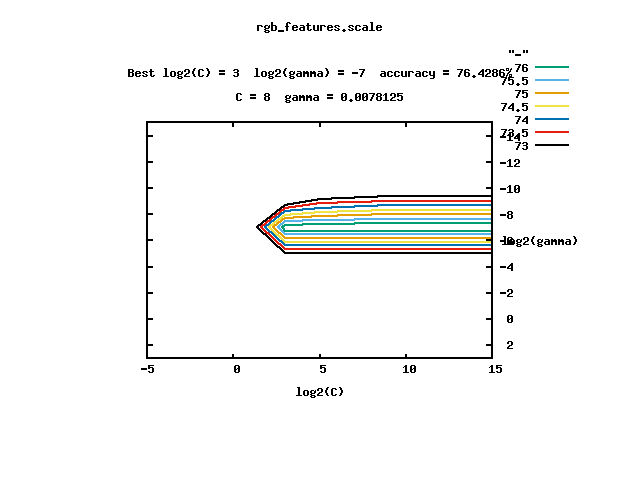 rgb_features.scale
"_"
Best log2(C) = 3  log2(gamma) = -7  accuracy = 76.4286%
C = 8  gamma = 0.0078125
76
75.5
75
74.5
74
73.5
73
-14
-12
-10
-8
-6
log2(gamma)
-4
-2
0
2
-5 0 5 10 15
log2(C)